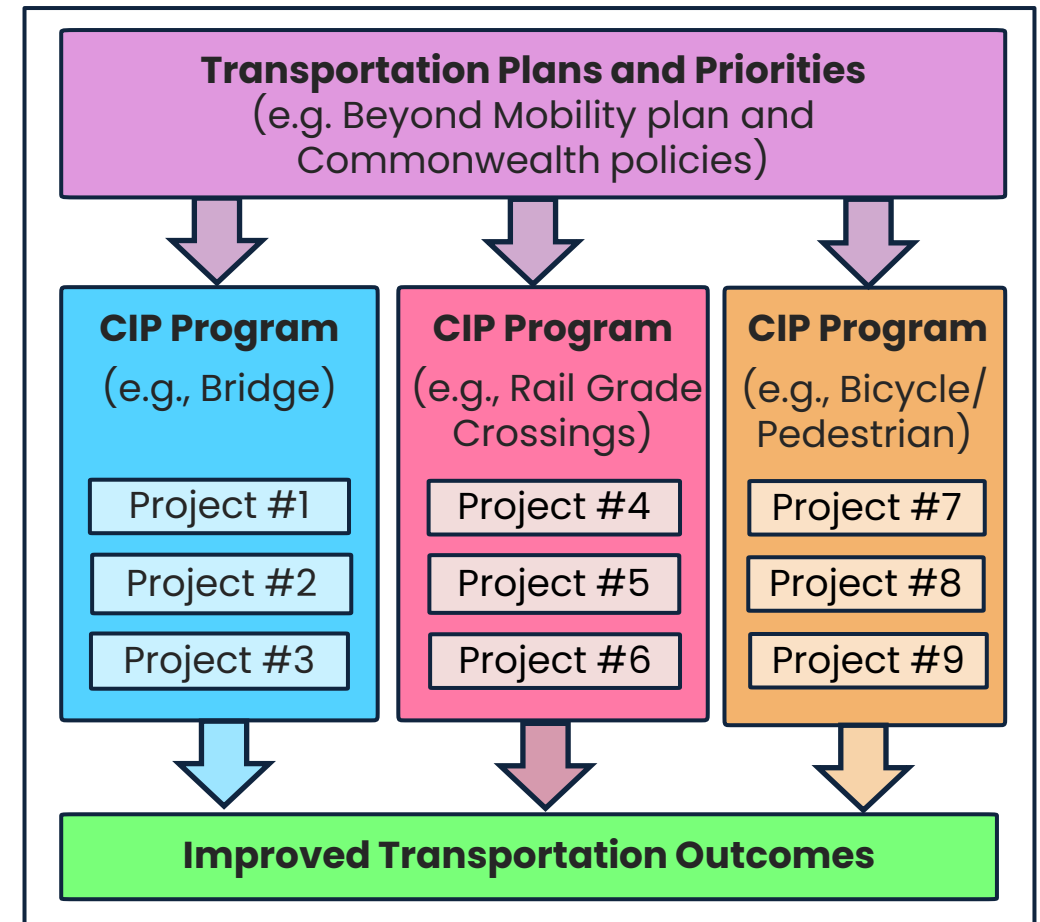 Transportation Plans and Priorities
(e.g. Beyond Mobility plan and
Commonwealth policies)
CIP Program
(e.g., Bridge)
Project #1
Project #2
Project #3
CIP Program
(e.g., Rail Grade
Crossings)
Project #4
Project #5
Project #6
CIP Program
(e.g., Bicycle/
Pedestrian)
Project #7
Project #8
Project #9
Improved Transportation Outcomes